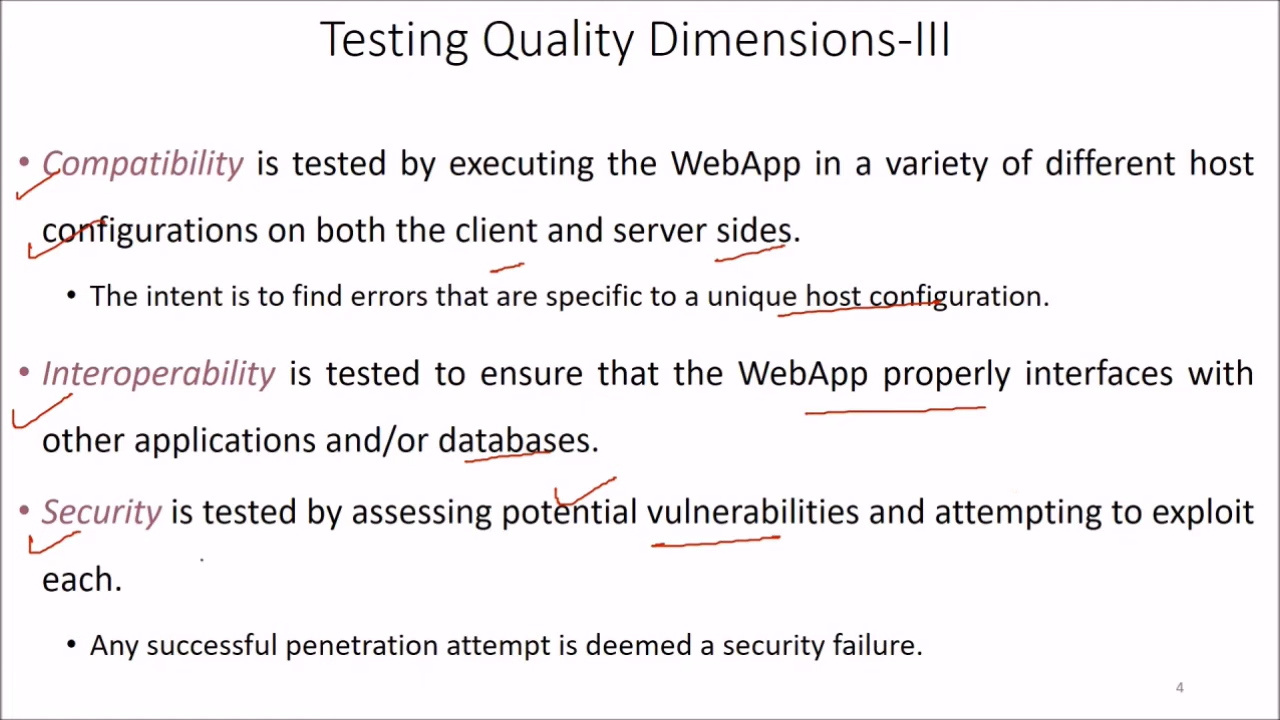 Testing Quality Dimensions-III
• Compatibility is tested by executing the WebApp in a variety of different host
configurations on both the client and server sides.
• The intent is to find errors that are specific to a unique host configuration.
• Interoperability is tested to ensure that the WebApp properly interfaces with
other applications and/or databases.
• Security is tested by assessing potential vulnerabilities and attempting to exploit
each.
• Any successful penetration attempt is deemed a security failure.
4